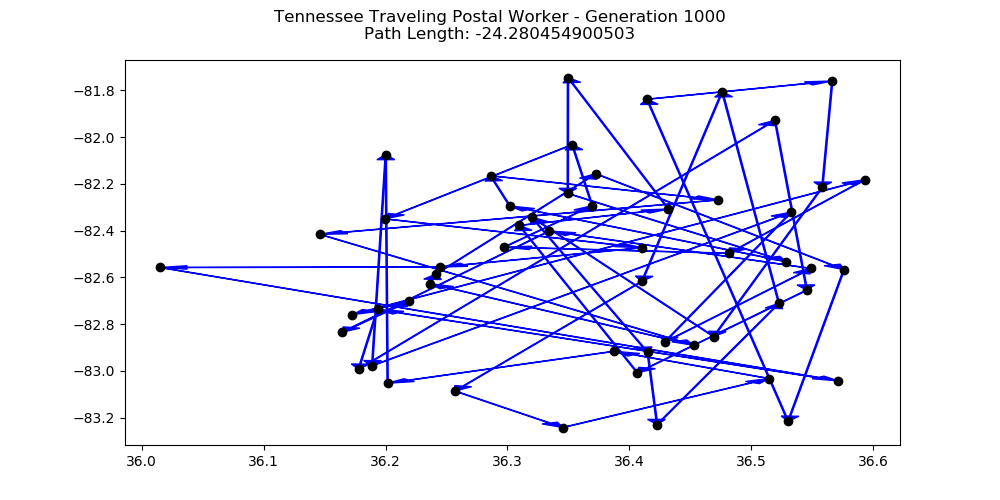 Tennessee Traveling Postal Worker - Generation 1000
Path Length: -24.280454900503
−81.8
−82.0
−82.2
−82.4
−82.6
−82.8
−83.0
−83.2
36.0 36.1 36.2 36.3 36.4 36.5 36.6